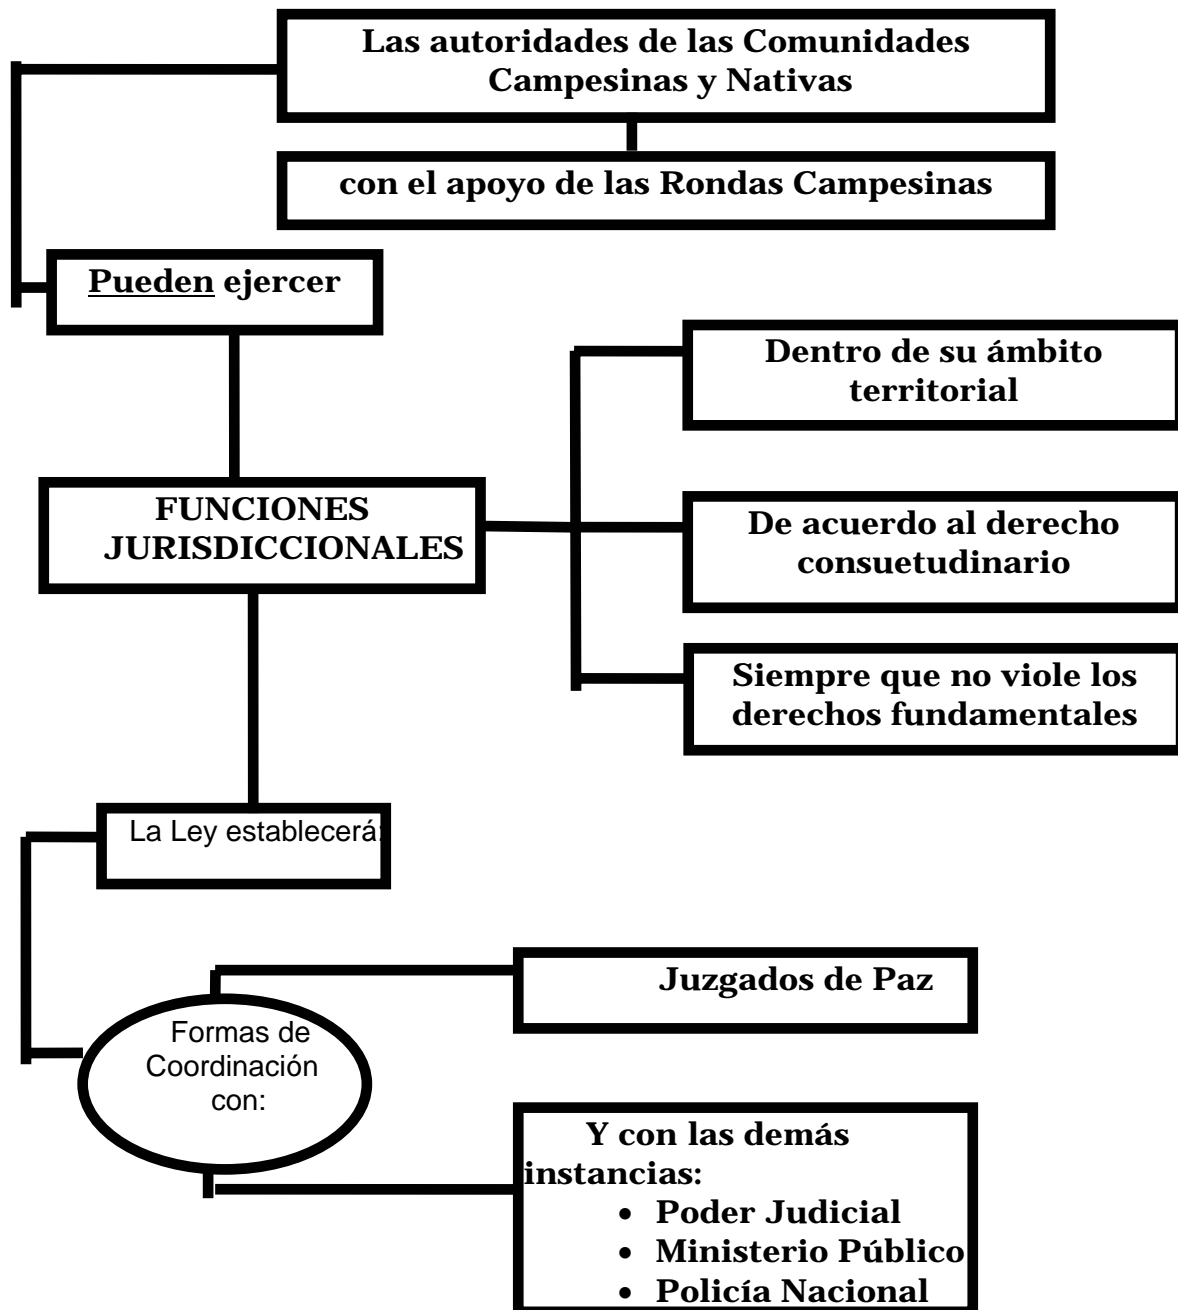 Las autoridades de las Comunidades
Campesinas y Nativas
con el apoyo de las Rondas Campesinas
Pueden ejercer
Dentro de su ámbito
territorial
FUNCIONES
JURISDICCIONALES
De acuerdo al derecho
consuetudinario
Siempre que no viole los
derechos fundamentales
La Ley establecerá:
Juzgados de Paz
Formas de
Coordinación
con:
Y con las demás
instancias:
• Poder Judicial
• Ministerio Público
• Policía Nacional